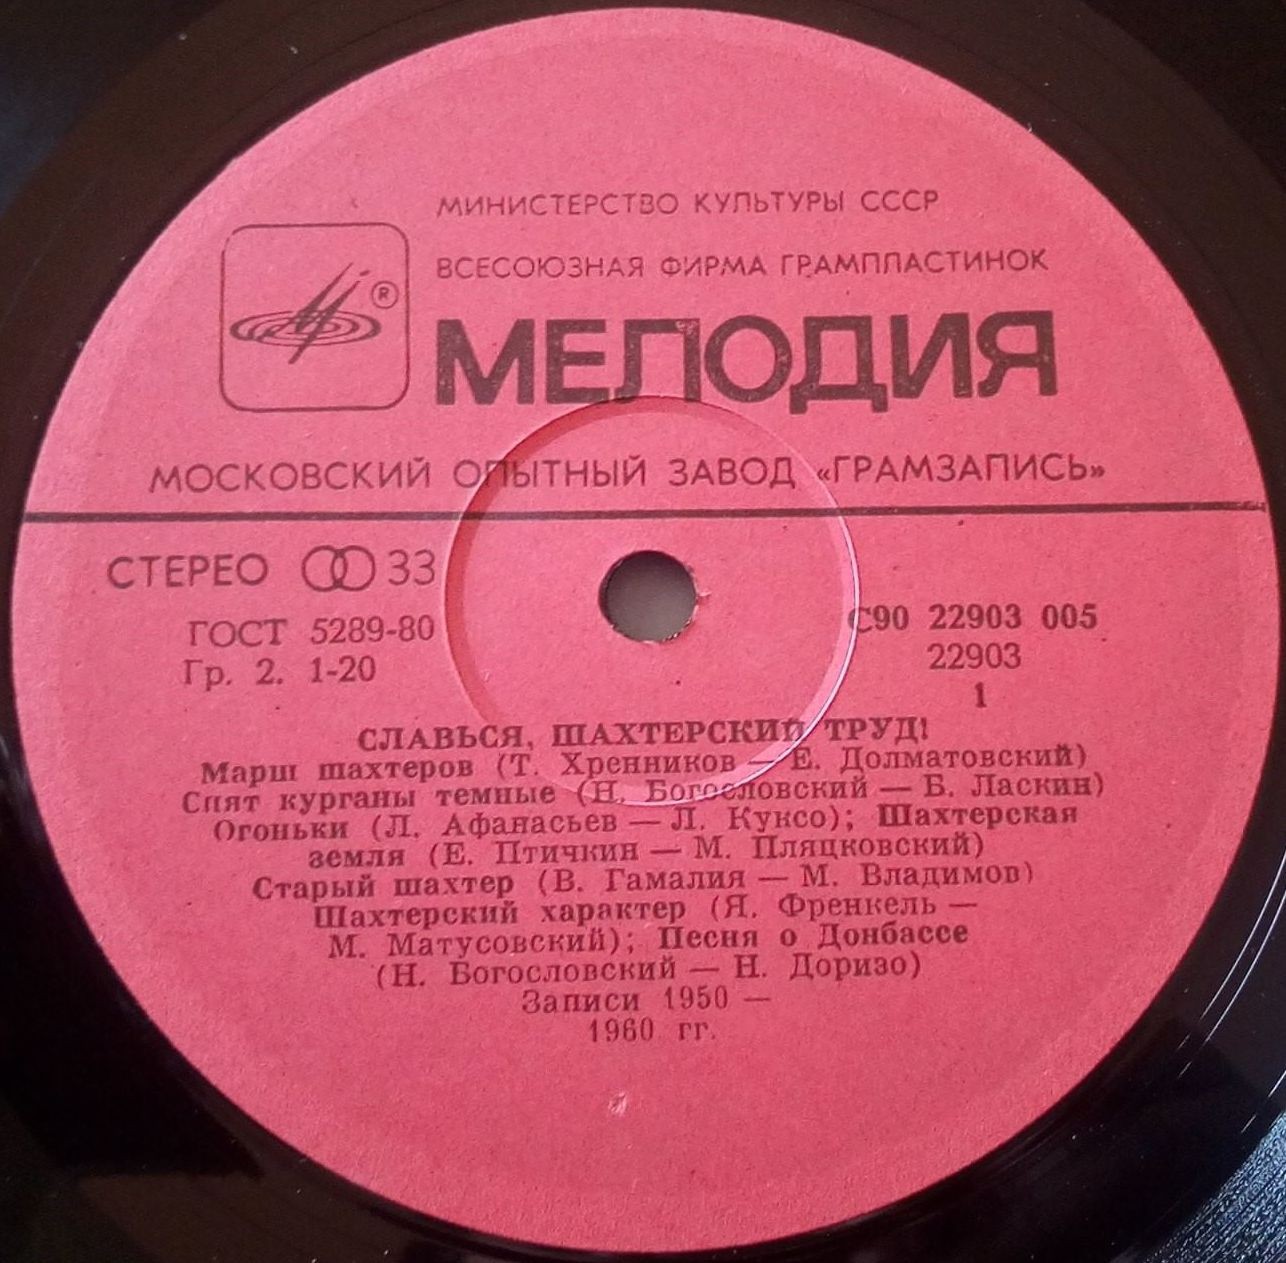 МИНИСТЕРСТВО КУЛЬТУРЫ СССР
ВСЕСОЮЗНАЯ ФИРМА ГРАМПЛАСТИНОК
®
МЕЛОДИЯ
МОСКОВСКИЙ ОПЫТНЫЙ ЗАВОД «ГРАМЗАПИСЬ»
СТЕРЕО 33
ГОСТ 5289-80
Гр. 2. 1-20
С90 22903 005
22903
1
СЛАВЬСЯ, ШАХТЕРСКИЙ ТРУД!
Марш шахтеров (Т. Хренников — Е. Долматовский)
Спят курганы темные (Н. Богословский — Б. Ласкин)
Огоньки (Л. Афанасьев — Л. Куксо); Шахтерская
земля (Е. Птичкин — М. Пляцковский)
Старый шахтер (В. Гамалия — М. Владимов)
Шахтерский характер (Я. Френкель —
М. Матусовский); Песня о Донбассе
(Н. Богословский — Н. Доризо)
Записи 1950 —
1960 гг.